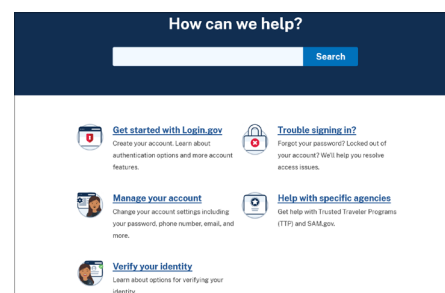 How can we help?
Search
Get started with Login.gov
Create your account. Learn about
authentication options and more account
features.
Trouble signing in?
Forgot your password? Locked out of
your account? We'll help you resolve
access issues.
Manage your account
Change your account settings including
your password, phone number, email, and
more.
Help with specific agencies
Get help with Trusted Traveler Programs
(TTP) and SAM.gov.
Verify your identity
Learn about options for verifying your
identity.